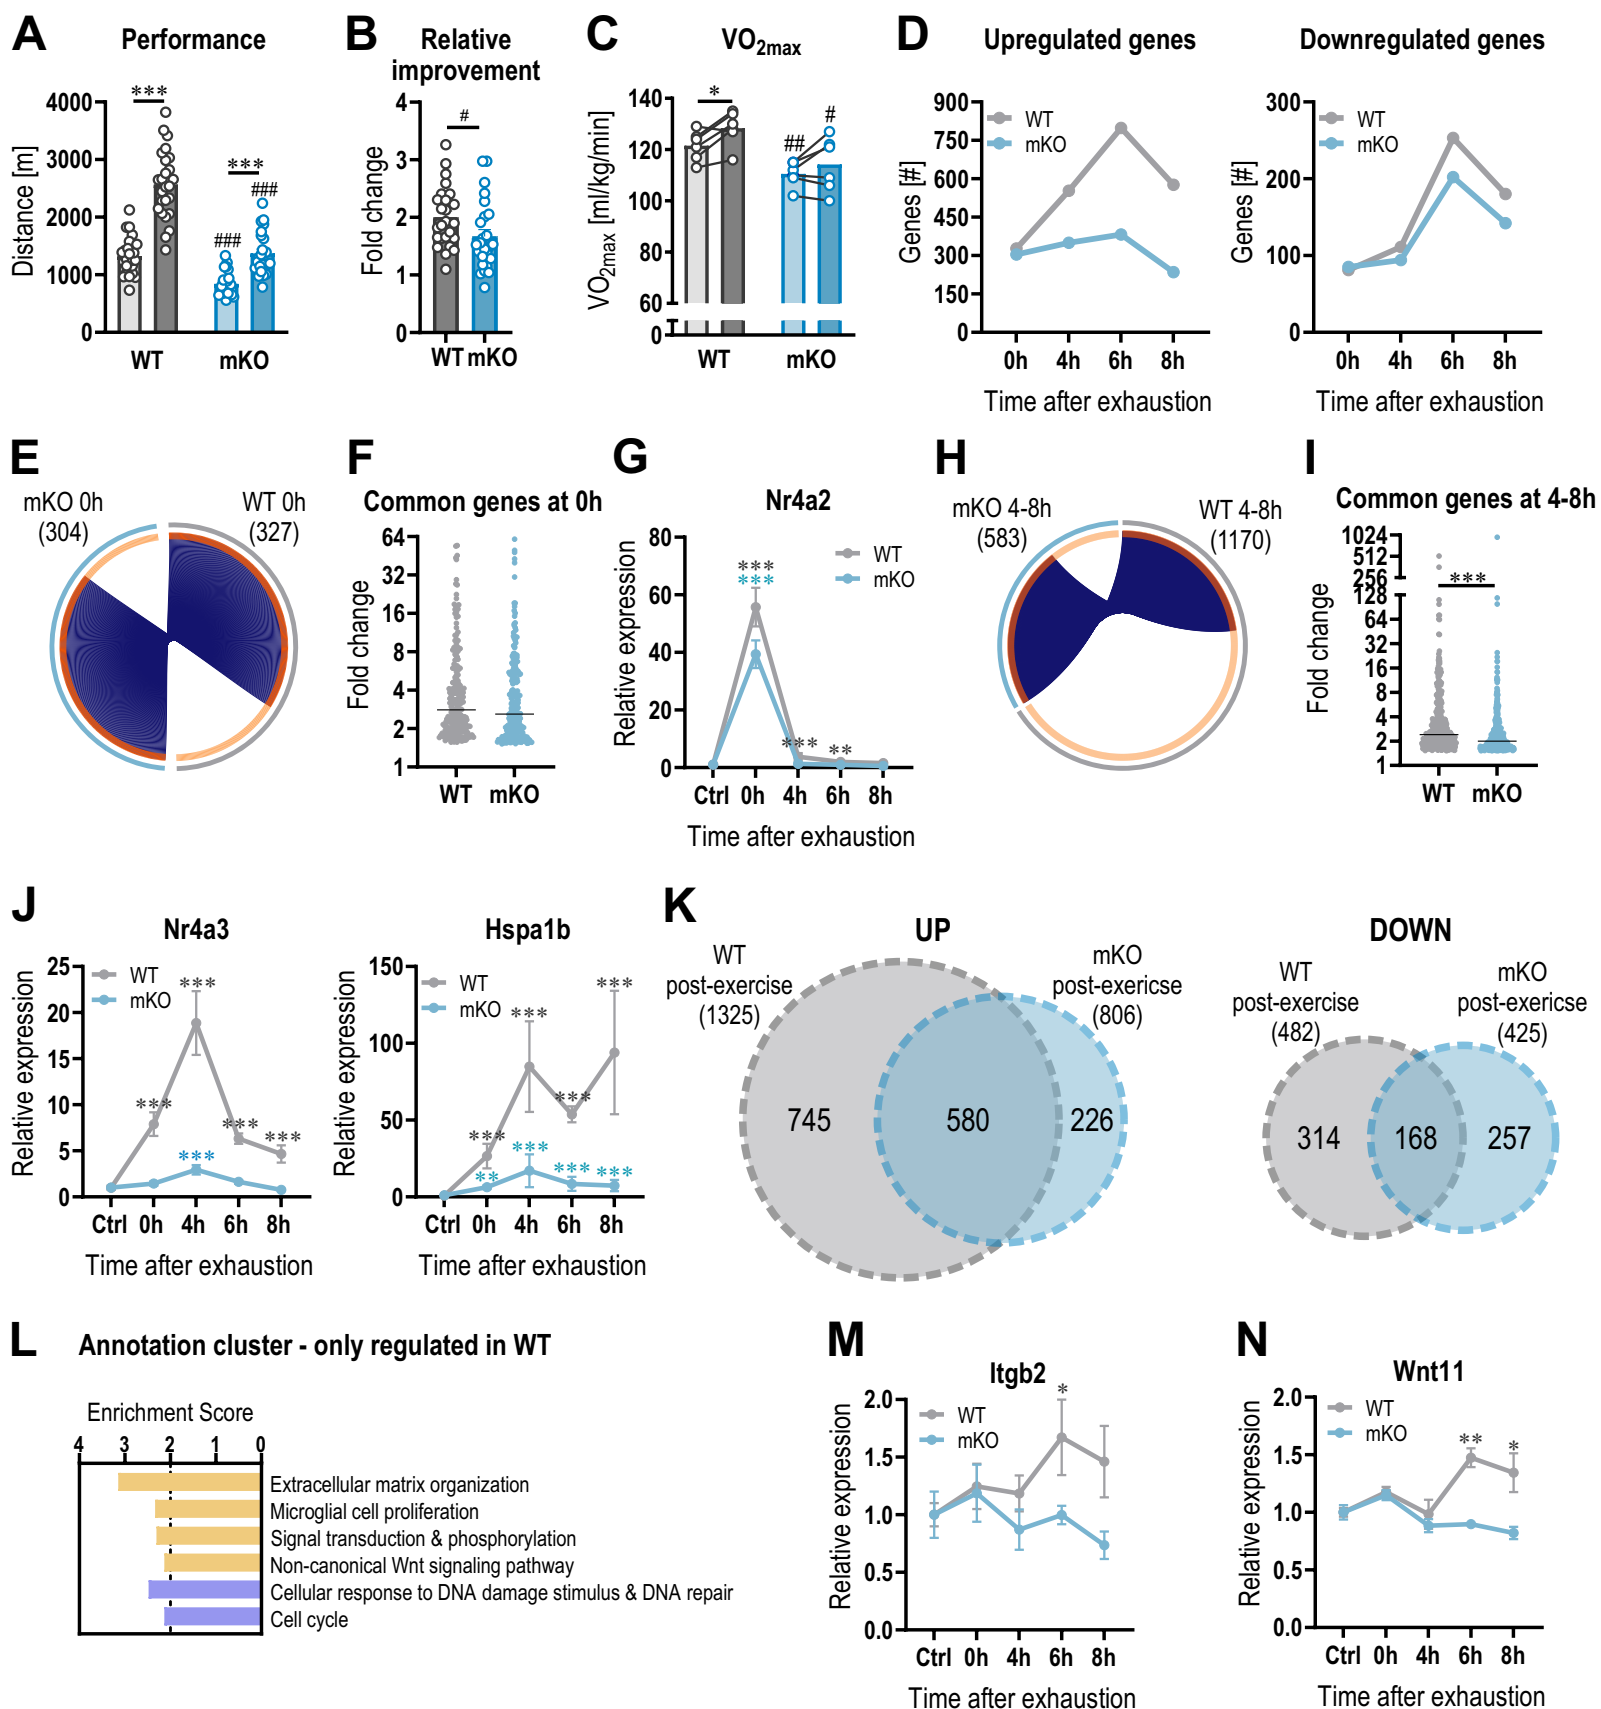 A
Performance
Distance [m]
4000
3000
2000
1000
0
***
***
###
###
WT
mKO
B
Relative
improvement
Fold change
4
3
2
1
0
#
WT mKO
C
VO2max
VO2max [ml/kg/min]
140
120
100
80
60
0
*
##
#
WT
mKO
D
Upregulated genes
Genes [#]
900
750
600
450
300
150
0
WT
mKO
0h 4h 6h 8h
Time after exhaustion
Downregulated genes
Genes [#]
300
200
100
0
WT
mKO
0h 4h 6h 8h
Time after exhaustion
E
mKO 0h
(304)
WT 0h
(327)
F
Common genes at 0h
Fold change
64
32
16
8
4
2
1
WT mKO
G
Nr4a2
Relative expression
80
60
40
20
0
***
***
***
**
WT
mKO
Ctrl 0h 4h 6h 8h
Time after exhaustion
H
mKO 4-8h
(583)
WT 4-8h
(1170)
I
Common genes at 4-8h
Fold change
1024
512
256
128
64
32
16
8
4
2
1
***
WT mKO
J
Nr4a3
Relative expression
25
20
15
10
5
0
WT
mKO
***
***
***
***
***
Ctrl 0h 4h 6h 8h
Time after exhaustion
Hspa1b
Relative expression
150
100
50
0
WT
mKO
***
***
***
***
**
***
***
***
Ctrl 0h 4h 6h 8h
Time after exhaustion
K
UP
WT
post-exercise
(1325)
mKO
post-exericse
(806)
745
580
226
DOWN
WT
post-exercise
(482)
mKO
post-exericse
(425)
314
168
257
L
Annotation cluster - only regulated in WT
Enrichment Score
4 3 2 1 0
Extracellular matrix organization
Microglial cell proliferation
Signal transduction & phosphorylation
Non-canonical Wnt signaling pathway
Cellular response to DNA damage stimulus & DNA repair
Cell cycle
M
Itgb2
Relative expression
2.0
1.5
1.0
0.5
0.0
WT
mKO
*
Ctrl 0h 4h 6h 8h
Time after exhaustion
N
Wnt11
Relative expression
2.0
1.5
1.0
0.5
0.0
WT
mKO
**
*
Ctrl 0h 4h 6h 8h
Time after exhaustion